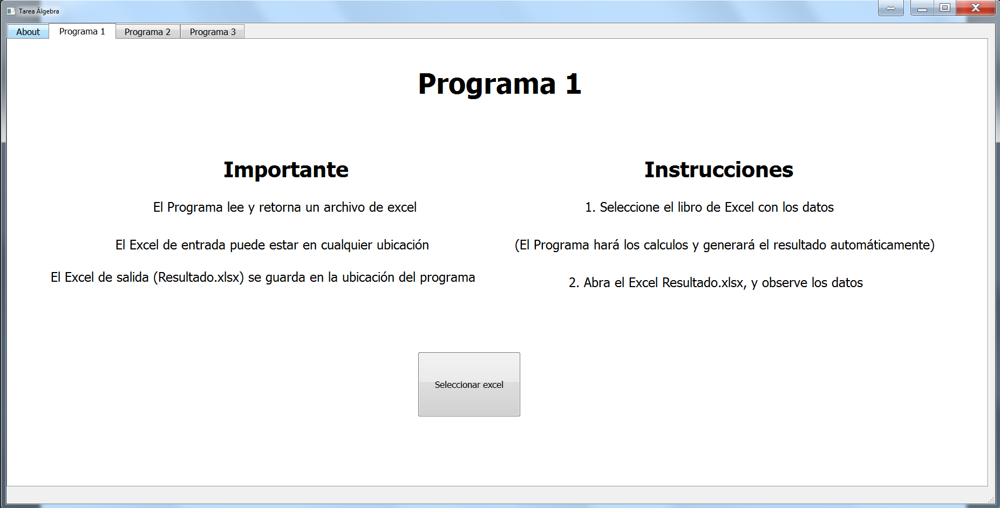 Tarea Álgebra
About
Programa 1
Programa 2
Programa 3
Programa 1
Importante
El Programa lee y retorna un archivo de excel
El Excel de entrada puede estar en cualquier ubicación
El Excel de salida (Resultado.xlsx) se guarda en la ubicación del programa
Instrucciones
1. Seleccione el libro de Excel con los datos
(El Programa hará los calculos y generará el resultado automáticamente)
2. Abra el Excel Resultado.xlsx, y observe los datos
Seleccionar excel